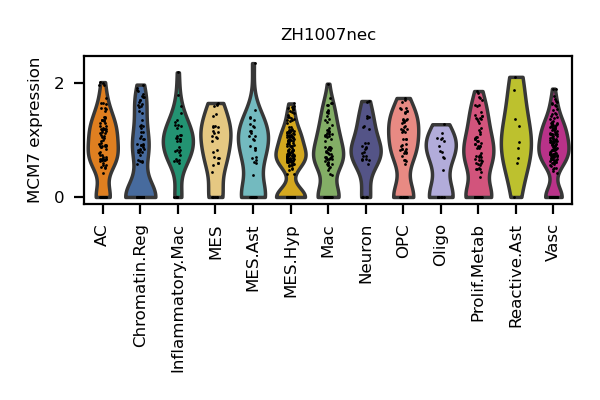 ZH1007nec
MCM7 expression
2
0
AC
Chromatin.Reg
Inflammatory.Mac
MES
MES.Ast
MES.Hyp
Mac
Neuron
OPC
Oligo
Prolif.Metab
Reactive.Ast
Vasc